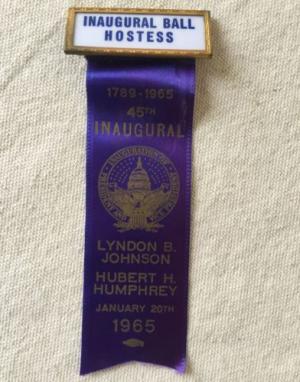 INAUGURAL BALL
HOSTESS
1789-1965
45TH
INAUGURAL
LYNDON B.
JOHNSON
HUBERT H.
HUMPHREY
JANUARY 20TH
1965